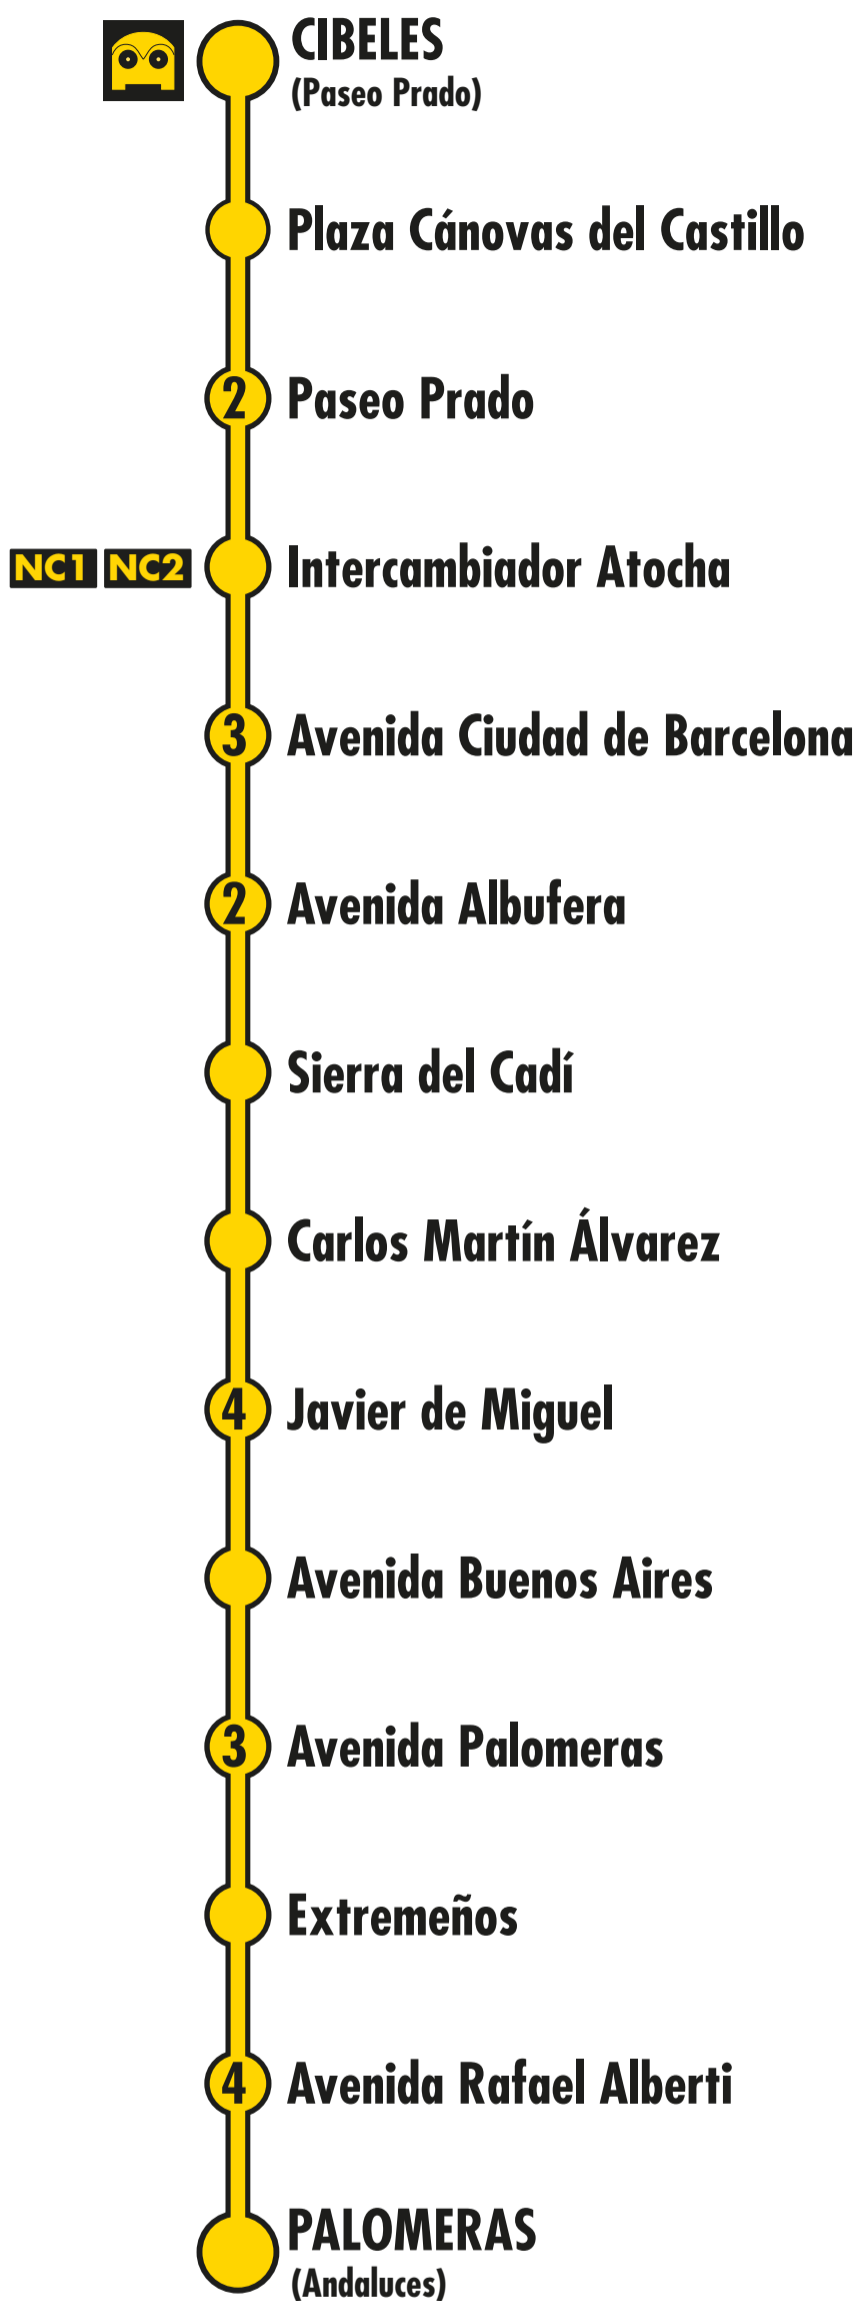 CIBELES
(Paseo Prado)
Plaza Cánovas del Castillo
2 Paseo Prado
NC1 NC2 Intercambiador Atocha
3 Avenida Ciudad de Barcelona
2 Avenida Albufera
Sierra del Cadí
Carlos Martín Álvarez
4 Javier de Miguel
Avenida Buenos Aires
3 Avenida Palomeras
Extremeños
4 Avenida Rafael Alberti
PALOMERAS
(Andaluces)